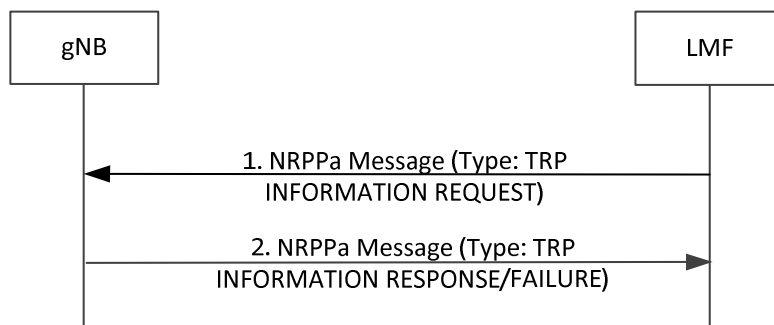 gNB
LMF
1. NRPPa Message (Type: TRP
INFORMATION REQUEST)
2. NRPPa Message (Type: TRP
INFORMATION RESPONSE/FAILURE)